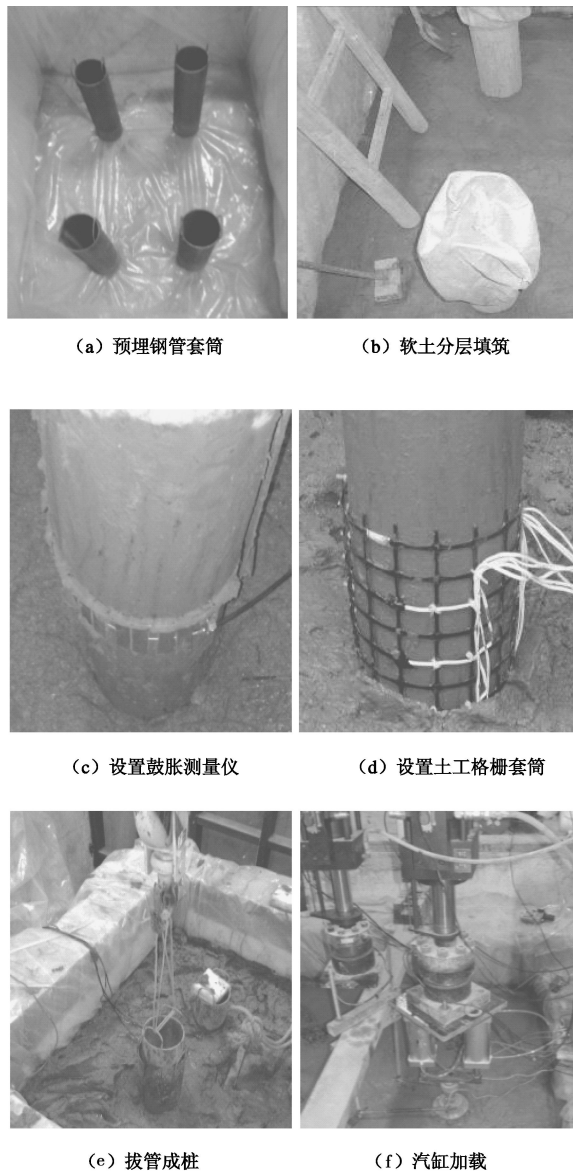 （a）预埋钢管套筒
（b）软土分层填筑
（c）设置鼓胀测量仪
（d）设置土工格栅套筒
（e）拔管成桩
（f）汽缸加载